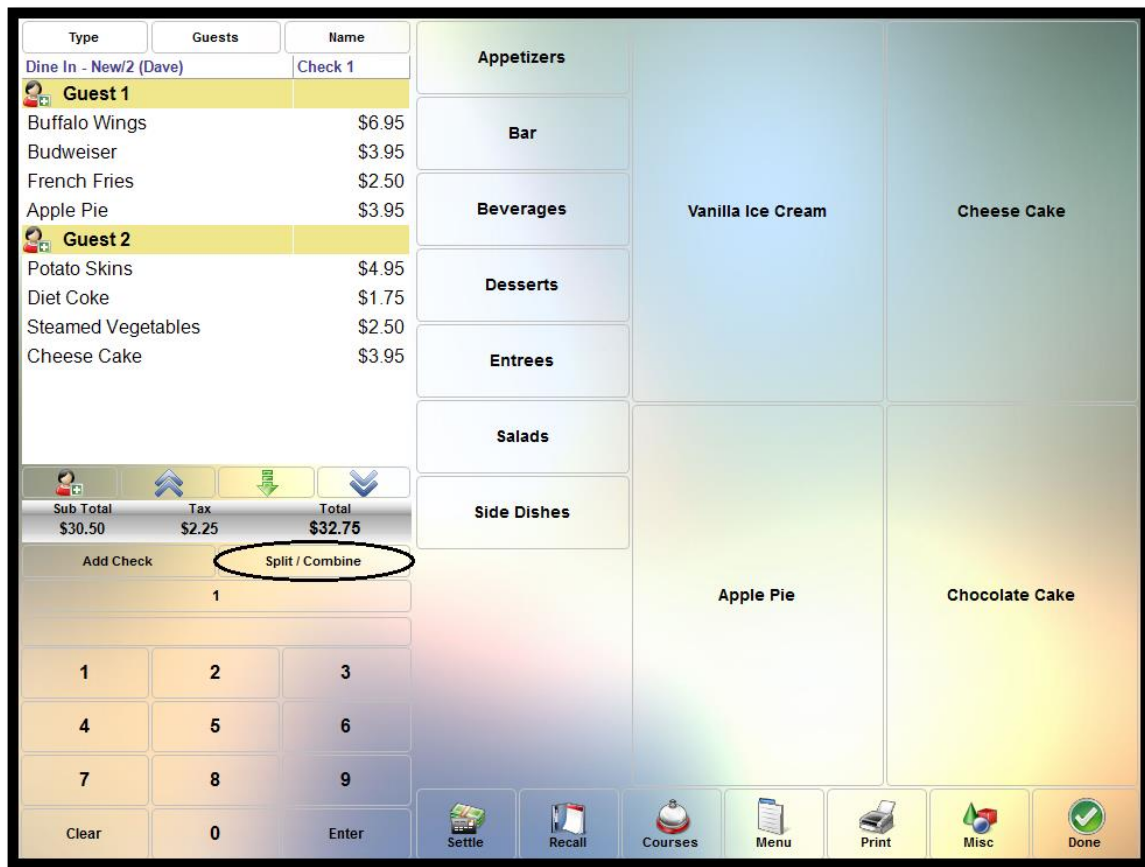 Type Guests Name
Dine In - New/2 (Dave) Check 1
Guest 1
Buffalo Wings $6.95
Budweiser $3.95
French Fries $2.50
Apple Pie $3.95
Guest 2
Potato Skins $4.95
Diet Coke $1.75
Steamed Vegetables $2.50
Cheese Cake $3.95
Sub Total Tax Total
$30.50 $2.25 $32.75
Add Check Split / Combine
1
1 2 3
4 5 6
7 8 9
Clear 0 Enter
Appetizers
Bar
Beverages
Desserts
Entrees
Salads
Side Dishes
Vanilla Ice Cream Cheese Cake
Apple Pie Chocolate Cake
Settle Recall Courses Menu Print Misc Done